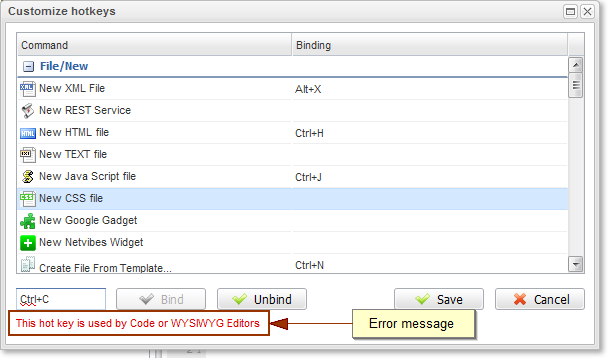 Customize hotkeys
Command Binding
File/New
New XML File Alt+X
New REST Service
New HTML file Ctrl+H
New TEXT file
New Java Script file Ctrl+J
New CSS file
New Google Gadget
New Netvibes Widget
Create File From Template... Ctrl+N
Ctrl+C Bind Unbind Save Cancel
This hot key is used by Code or WYSIWYG Editors
Error message